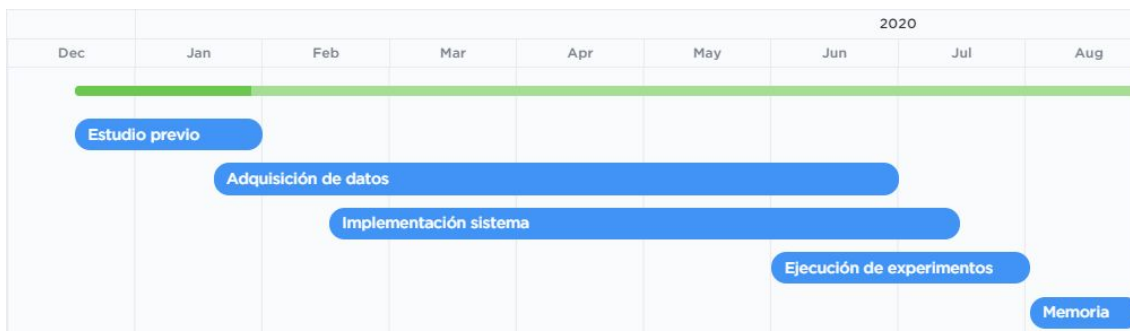 2020
Dec Jan Feb Mar Apr May Jun Jul Aug
Estudio previo
Adquisición de datos
Implementación sistema
Ejecución de experimentos
Memoria